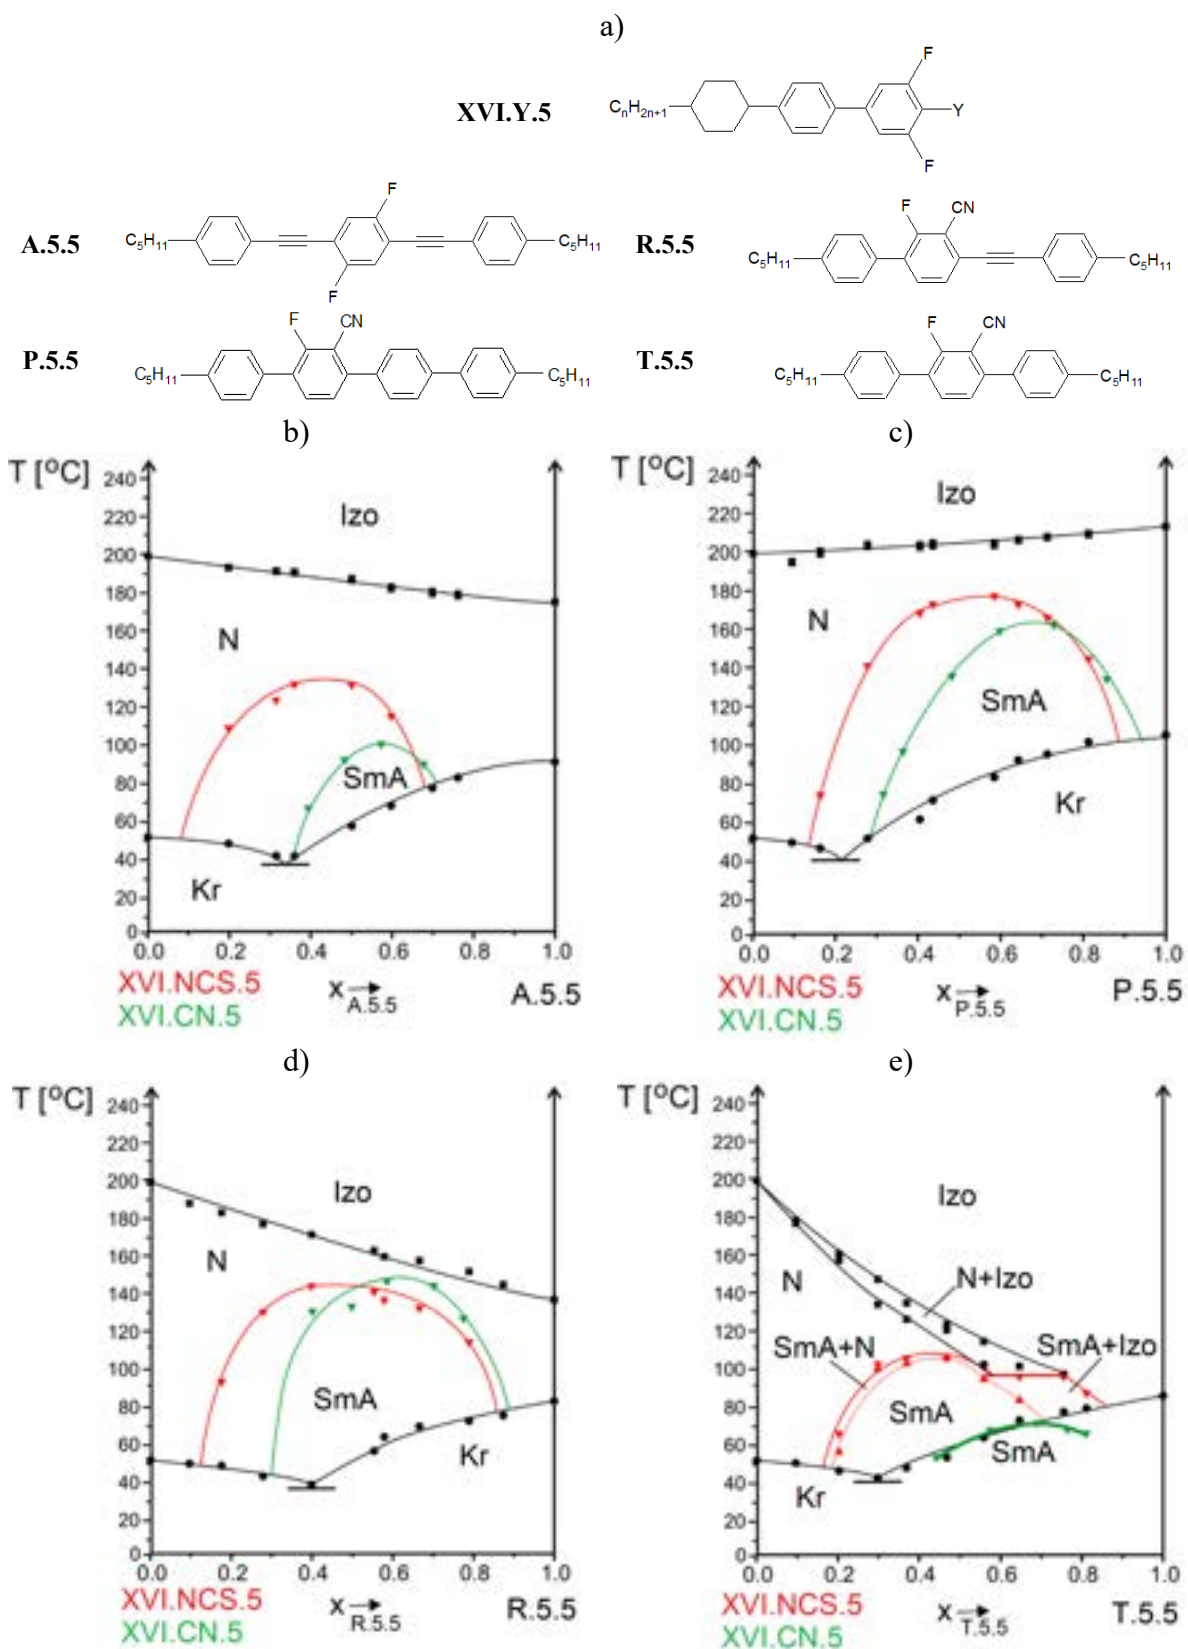 a)
XVI.Y.5
CnH2n+1
F
Y
F
A.5.5
C5H11
F
F
C5H11
R.5.5
C5H11
F
CN
C5H11
P.5.5
C5H11
F
CN
C5H11
T.5.5
C5H11
F
CN
C5H11
b)
T [°C]
240
220
200
180
160
140
120
100
80
60
40
20
0
Izo
N
SmA
Kr
0.0 0.2 0.4 0.6 0.8 1.0
XVI.NCS.5
XVI.CN.5
x A.5.5
A.5.5
c)
T [°C]
240
220
200
180
160
140
120
100
80
60
40
20
0
Izo
N
SmA
Kr
0.0 0.2 0.4 0.6 0.8 1.0
XVI.NCS.5
XVI.CN.5
x P.5.5
P.5.5
d)
T [°C]
240
220
200
180
160
140
120
100
80
60
40
20
0
Izo
N
SmA
Kr
0.0 0.2 0.4 0.6 0.8 1.0
XVI.NCS.5
XVI.CN.5
x R.5.5
R.5.5
e)
T [°C]
240
220
200
180
160
140
120
100
80
60
40
20
0
Izo
N
N+Izo
SmA+N
SmA+Izo
SmA
SmA
Kr
0.0 0.2 0.4 0.6 0.8 1.0
XVI.NCS.5
XVI.CN.5
x T.5.5
T.5.5